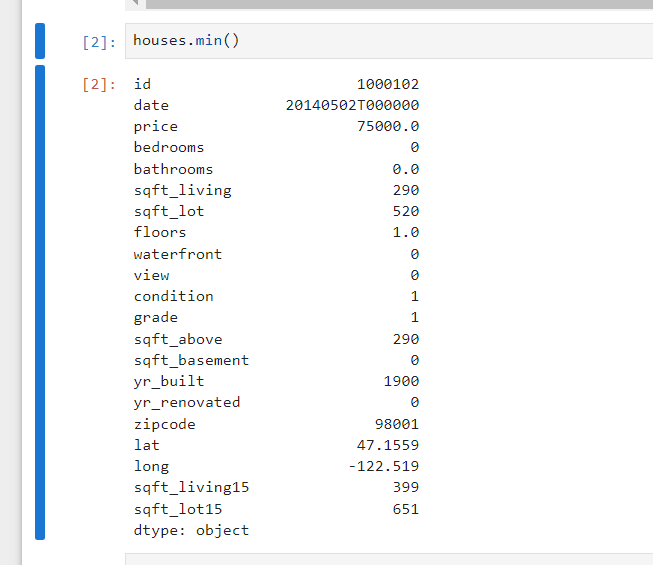 [2]: houses.min()
[2]: id 1000102
date 20140502T000000
price 75000.0
bedrooms 0
bathrooms 0.0
sqft_living 290
sqft_lot 520
floors 1.0
waterfront 0
view 0
condition 1
grade 1
sqft_above 290
sqft_basement 0
yr_built 1900
yr_renovated 0
zipcode 98001
lat 47.1559
long -122.519
sqft_living15 399
sqft_lot15 651
dtype: object